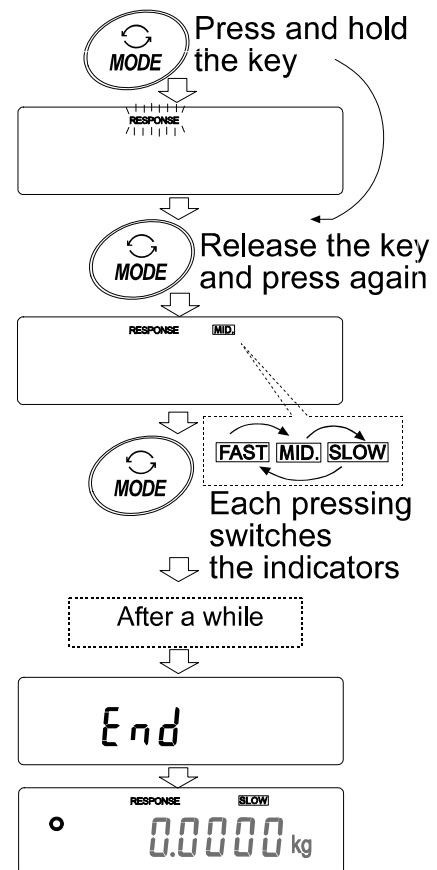 MODE
Press and hold
the key
RESPONSE
MODE
Release the key
and press again
RESPONSE MID.
MODE
FAST MID. SLOW
Each pressing
switches
the indicators
After a while
End
RESPONSE SLOW
0.0000 kg